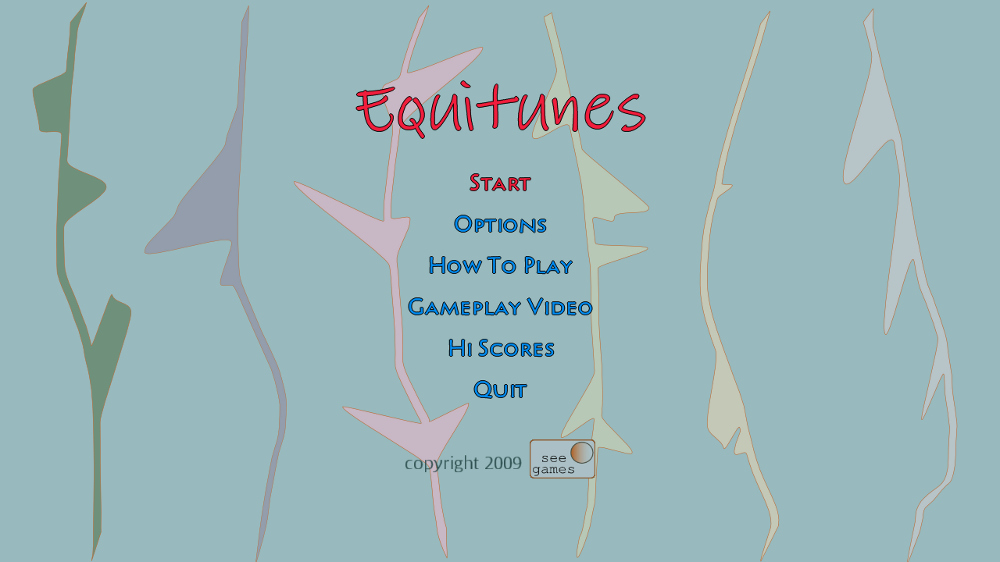 Equitunes
Start
Options
How To Play
Gameplay Video
Hi Scores
Quit
copyright 2009
see
games